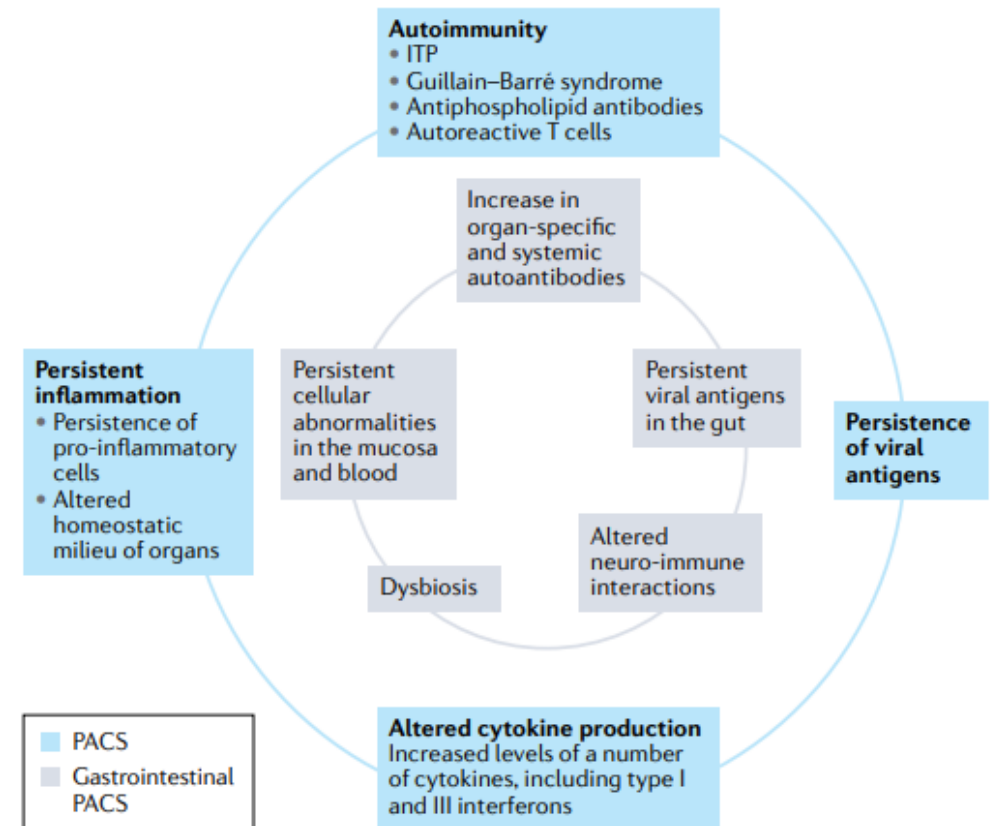 Autoimmunity
• ITP
• Guillain–Barré syndrome
• Antiphospholipid antibodies
• Autoreactive T cells
Increase in
organ-specific
and systemic
autoantibodies
Persistent
inflammation
• Persistence of
pro-inflammatory
cells
• Altered
homeostatic
milieu of organs
Persistent
cellular
abnormalities
in the mucosa
and blood
Persistent
viral antigens
in the gut
Persistence
of viral
antigens
Dysbiosis
Altered
neuro-immune
interactions
Altered cytokine production
Increased levels of a number
of cytokines, including type I
and III interferons
PACS
Gastrointestinal
PACS